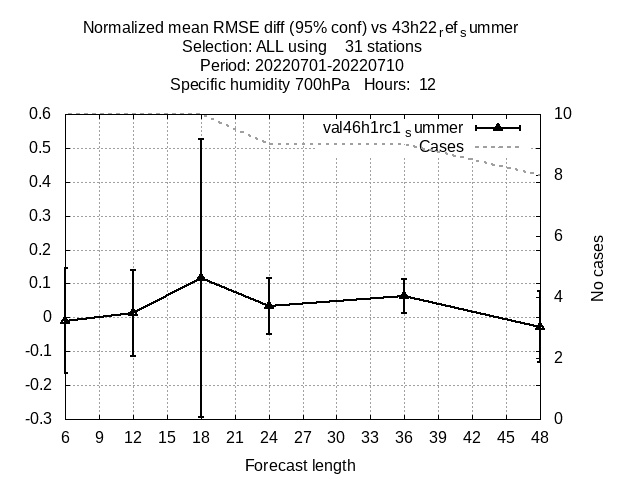 Normalized mean RMSE diff (95% conf) vs 43h22refsummer
Selection: ALL using 31 stations
Period: 20220701-20220710
Specific humidity 700hPa Hours: 12
val46h1rc1summer
Cases
0.6
0.5
0.4
0.3
0.2
0.1
0
-0.1
-0.2
-0.3
10
8
6
4
2
0
No cases
6 9 12 15 18 21 24 27 30 33 36 39 42 45 48
Forecast length